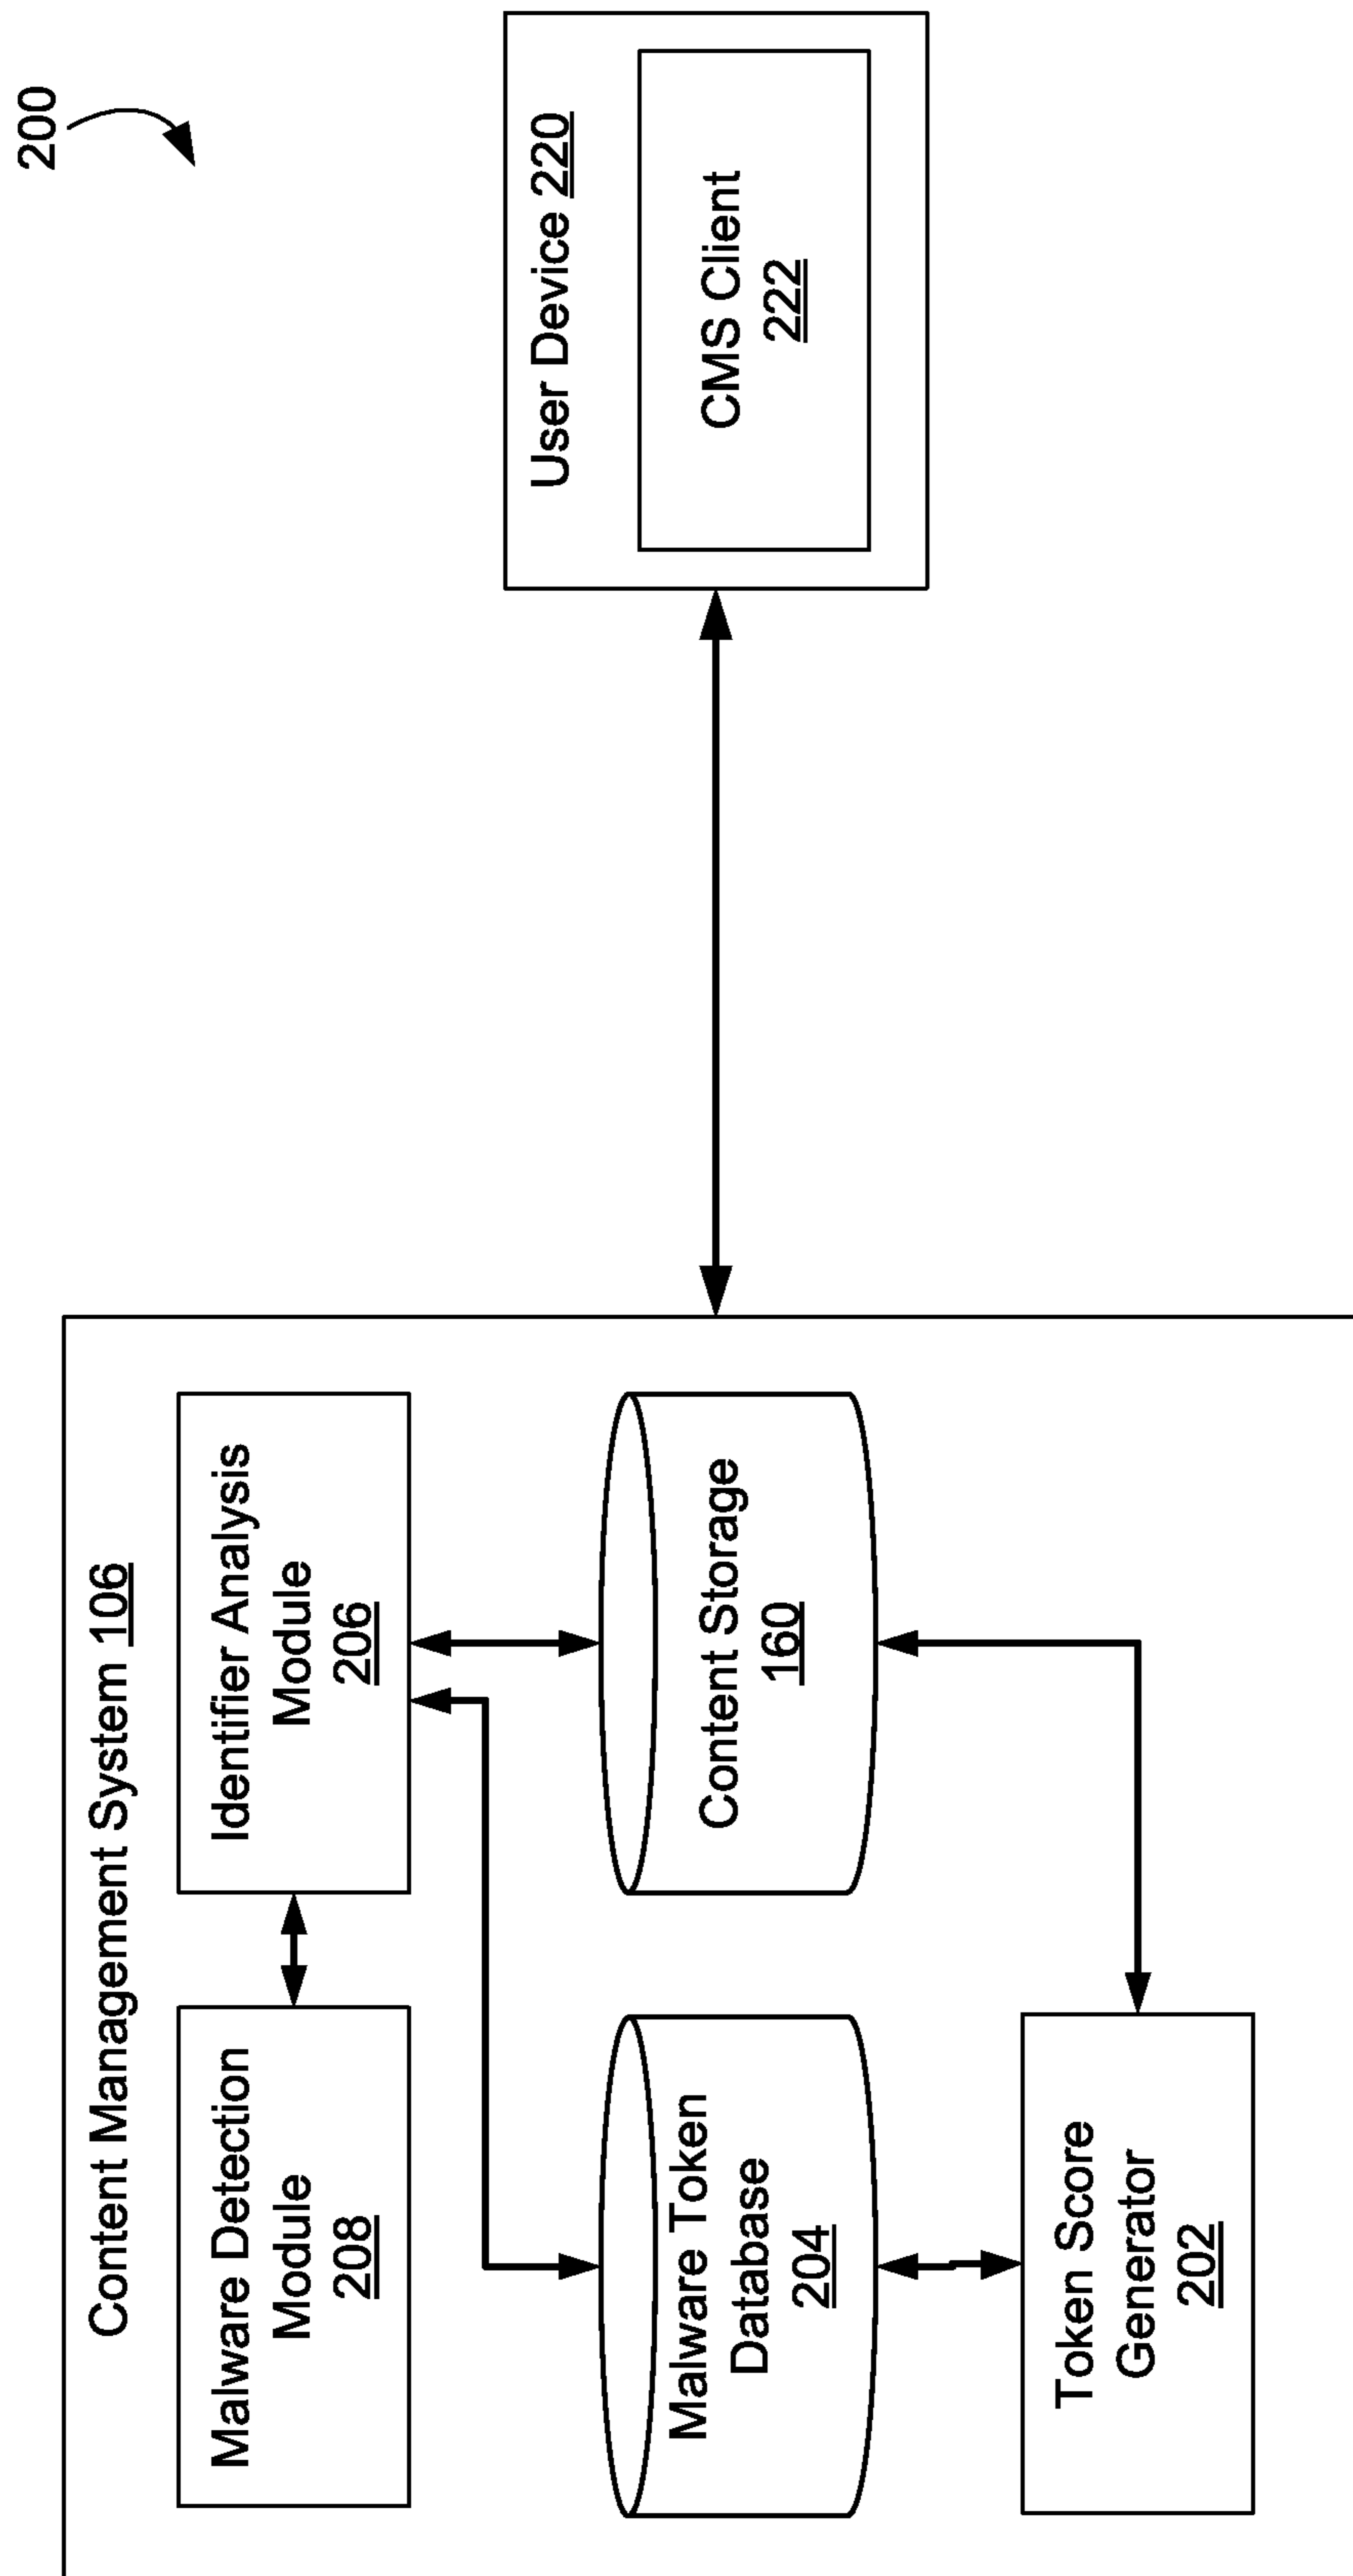 200
Content Management System 106
Malware Detection
Module
208
Identifier Analysis
Module
206
Malware Token
Database
204
Content Storage
160
Token Score
Generator
202
User Device 220
CMS Client
222